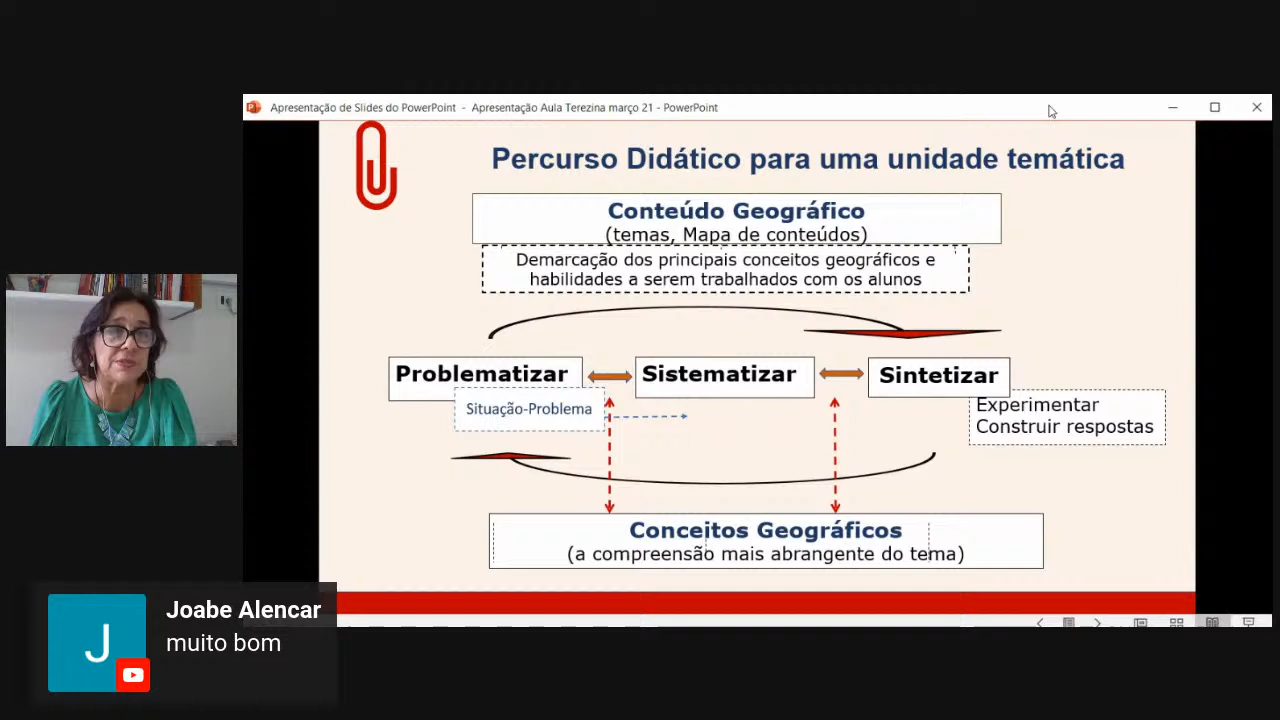 Apresentação de Slides do PowerPoint - Apresentação Aula Terezina março 21 - PowerPoint
Percurso Didático para uma unidade temática
Conteúdo Geográfico
(temas, Mapa de conteúdos)
Demarcação dos principais conceitos geográficos e
habilidades a serem trabalhados com os alunos
Problematizar
Sistematizar
Sintetizar
Situação-Problema
Experimentar
Construir respostas
Conceitos Geográficos
(a compreensão mais abrangente do tema)
J
Joabe Alencar
muito bom